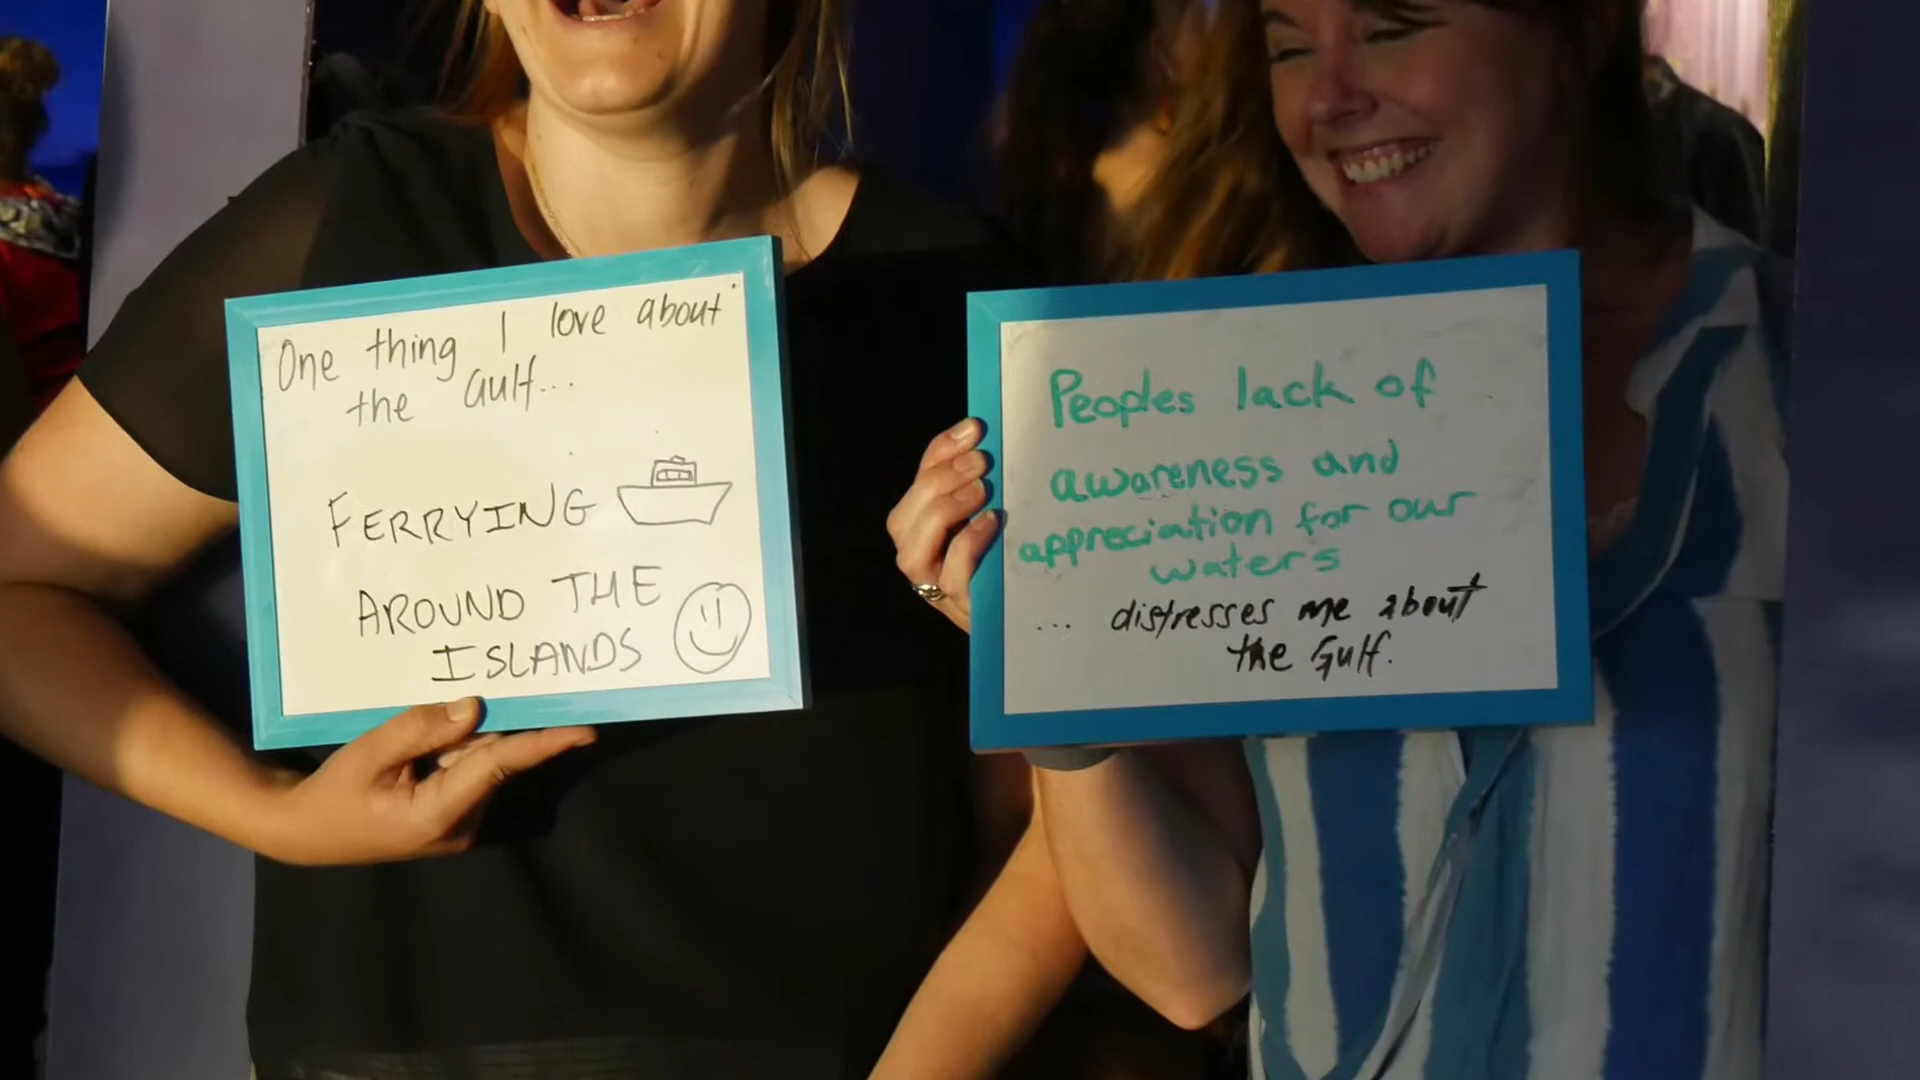 One thing I love about
the Gulf...
FERRYING
AROUND THE
ISLANDS
Peoples lack of
awareness and
appreciation for our
waters
... distresses me about
the Gulf.